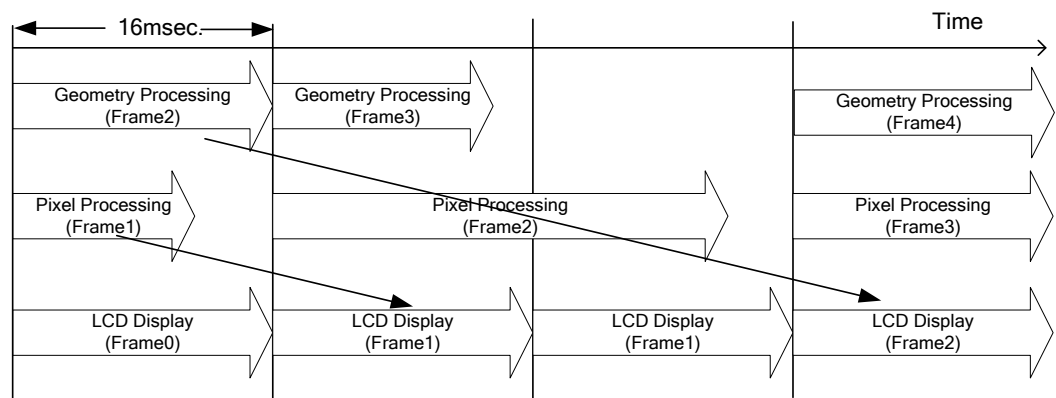 16msec.
Time
Geometry Processing
(Frame2)
Geometry Processing
(Frame3)
Geometry Processing
(Frame4)
Pixel Processing
(Frame1)
Pixel Processing
(Frame2)
Pixel Processing
(Frame3)
LCD Display
(Frame0)
LCD Display
(Frame1)
LCD Display
(Frame1)
LCD Display
(Frame2)